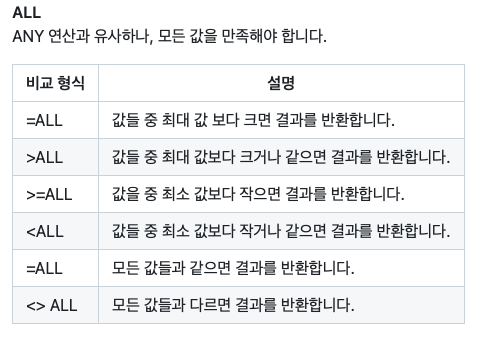 ALL
ANY 연산과 유사하나, 모든 값을 만족해야 합니다.
비교 형식 설명
=ALL 값들 중 최대 값 보다 크면 결과를 반환합니다.
>ALL 값들 중 최대 값보다 크거나 같으면 결과를 반환합니다.
>=ALL 값을 중 최소 값보다 작으면 결과를 반환합니다.
<ALL 값들 중 최소 값보다 작거나 같으면 결과를 반환합니다.
=ALL 모든 값들과 같으면 결과를 반환합니다.
<> ALL 모든 값들과 다르면 결과를 반환합니다.